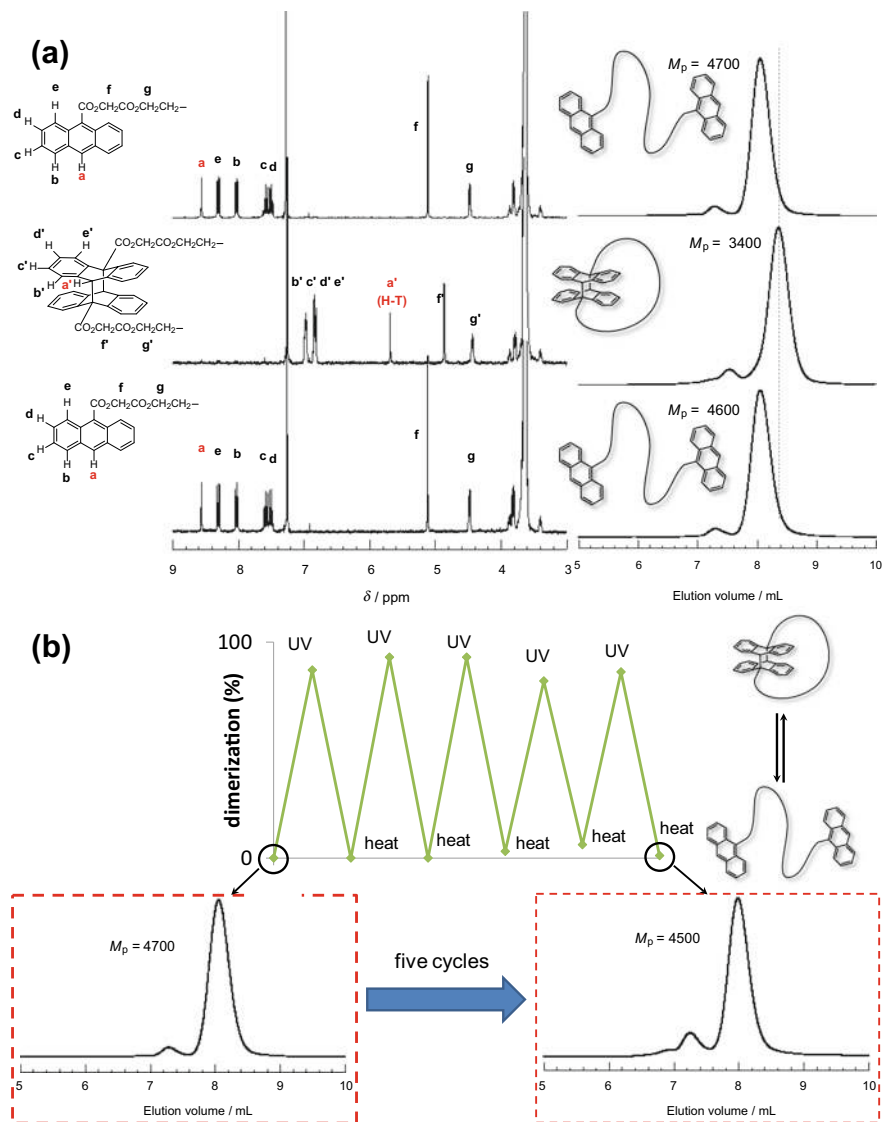 (a)
e f g
H CO₂CH₂CO₂CH₂CH₂–
d H
c H
H H
b a
a e b c d f g
Mp = 4700
d' e'
H H CO₂CH₂CO₂CH₂CH₂–
c' H
H a' H
b'
CO₂CH₂CO₂CH₂CH₂–
f' g'
b' c' d' e' a' f' g'
(H-T)
Mp = 3400
e f g
H CO₂CH₂CO₂CH₂CH₂–
d H
c H
H H
b a
a e b c d f g
Mp = 4600
9 8 7 6 5 4 3
δ / ppm
5 6 7 8 9 10
Elution volume / mL
(b)
100
UV UV UV UV UV
dimerization (%)
heat heat heat heat heat
0
Mp = 4700
five cycles
Mp = 4500
5 6 7 8 9 10
Elution volume / mL
5 6 7 8 9 10
Elution volume / mL